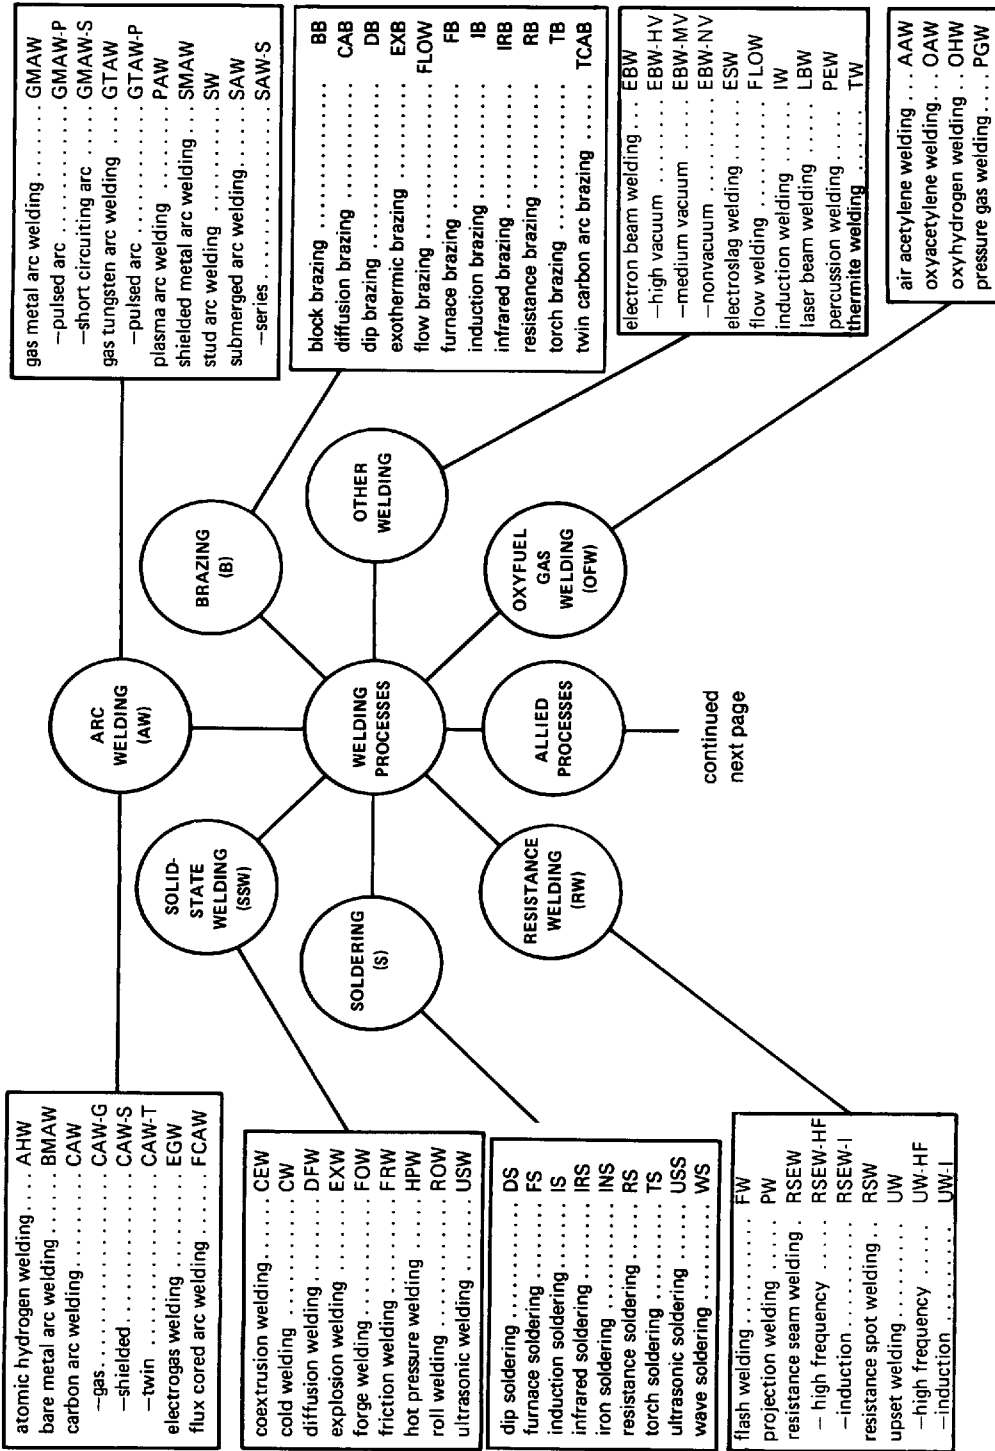 atomic hydrogen welding .... AHW
bare metal arc welding ..... BMAW
carbon arc welding ......... CAW
—gas ................ CAW-G
—shielded ............ CAW-S
—twin ............... CAW-T
electrogas welding ......... EGW
flux cored arc welding ..... FCAW
ARC
WELDING
(AW)
gas metal arc welding ...... GMAW
—pulsed arc ......... GMAW-P
—short circuiting arc ... GMAW-S
gas tungsten arc welding ... GTAW
—pulsed arc ......... GTAW-P
plasma arc welding ........ PAW
shielded metal arc welding .. SMAW
stud arc welding ........... SW
submerged arc welding ..... SAW
—series ............. SAW-S
coextrusion welding ... CEW
cold welding .......... CW
diffusion welding ...... DFW
explosion welding ..... EXW
forge welding ......... FOW
friction welding ....... FRW
hot pressure welding ... HPW
roll welding .......... ROW
ultrasonic welding ..... USW
SOLID-
STATE
WELDING
(SSW)
BRAZING
(B)
block brazing ............ BB
diffusion brazing ........ CAB
dip brazing ............. DB
exothermic brazing ....... EXB
flow brazing ............ FLOW
furnace brazing .......... FB
induction brazing ........ IB
infrared brazing ......... IRB
resistance brazing ........ RB
torch brazing ........... TB
twin carbon arc brazing ... TCAB
dip soldering ........... DS
furnace soldering ....... FS
induction soldering ..... IS
infrared soldering ...... IRS
iron soldering .......... INS
resistance soldering ..... RS
torch soldering ......... TS
ultrasonic soldering ..... USS
wave soldering ......... WS
SOLDERING
(S)
WELDING
PROCESSES
OTHER
WELDING
electron beam welding ... EBW
—high vacuum ..... EBW-HV
—medium vacuum .. EBW-MV
—nonvacuum ...... EBW-NV
electroslag welding ..... ESW
flow welding .......... FLOW
induction welding ...... IW
laser beam welding ..... LBW
percussion welding ..... PEW
thermite welding ....... TW
flash welding .......... FW
projection welding ..... PW
resistance seam welding . RSEW
— high frequency .... RSEW-HF
—induction ........ RSEW-I
resistance spot welding .. RSW
upset welding ......... UW
—high frequency .... UW-HF
—induction ........ UW-I
RESISTANCE
WELDING
(RW)
ALLIED
PROCESSES
OXYFUEL
GAS
WELDING
(OFW)
air acetylene welding ... AAW
oxyacetylene welding ... OAW
oxyhydrogen welding .. OHW
pressure gas welding .... PGW
continued
next page